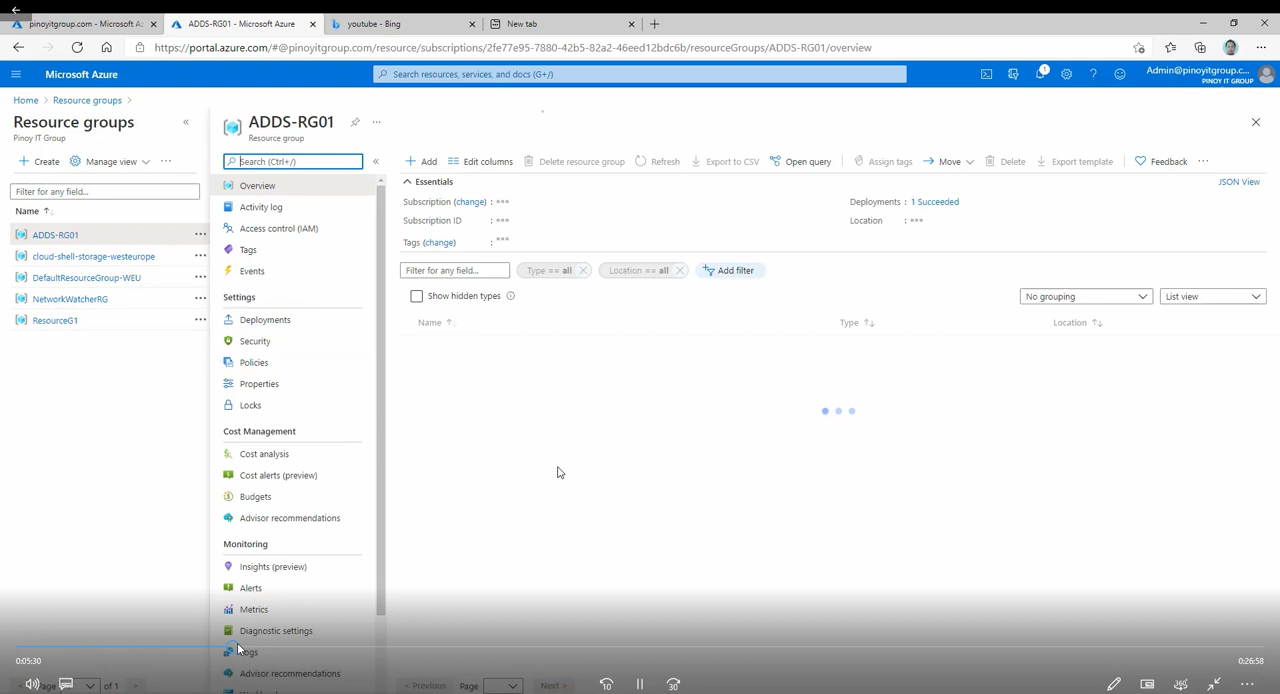 pinoyitgroup.com - Microsoft Az
ADDS-RG01 - Microsoft Azure
youtube - Bing
New tab
https://portal.azure.com/#@pinoyitgroup.com/resource/subscriptions/2fe77e95-7880-42b5-82a2-46eed12bdc6b/resourceGroups/ADDS-RG01/overview
Microsoft Azure
Search resources, services, and docs (G+/)
1
Admin@pinoyitgroup.c...
PINOY IT GROUP
Home > Resource groups >
Resource groups
Pinoy IT Group
Create
Manage view
Filter for any field...
Name
ADDS-RG01
cloud-shell-storage-westeurope
DefaultResourceGroup-WEU
NetworkWatcherRG
ResourceG1
Page
of 1
ADDS-RG01
Resource group
Search (Ctrl+/)
Overview
Activity log
Access control (IAM)
Tags
Events
Settings
Deployments
Security
Policies
Properties
Locks
Cost Management
Cost analysis
Cost alerts (preview)
Budgets
Advisor recommendations
Monitoring
Insights (preview)
Alerts
Metrics
Diagnostic settings
Logs
Advisor recommendations
Add Edit columns Delete resource group Refresh Export to CSV Open query Assign tags Move Delete Export template Feedback
Essentials
JSON View
Subscription (change) :
Deployments : 1 Succeeded
Subscription ID :
Location :
Tags (change) :
Filter for any field...
Type == all
Location == all
Add filter
Show hidden types
No grouping
List view
Name
Type
Location
< Previous Page Next >
0:05:30
0:26:58
10
30